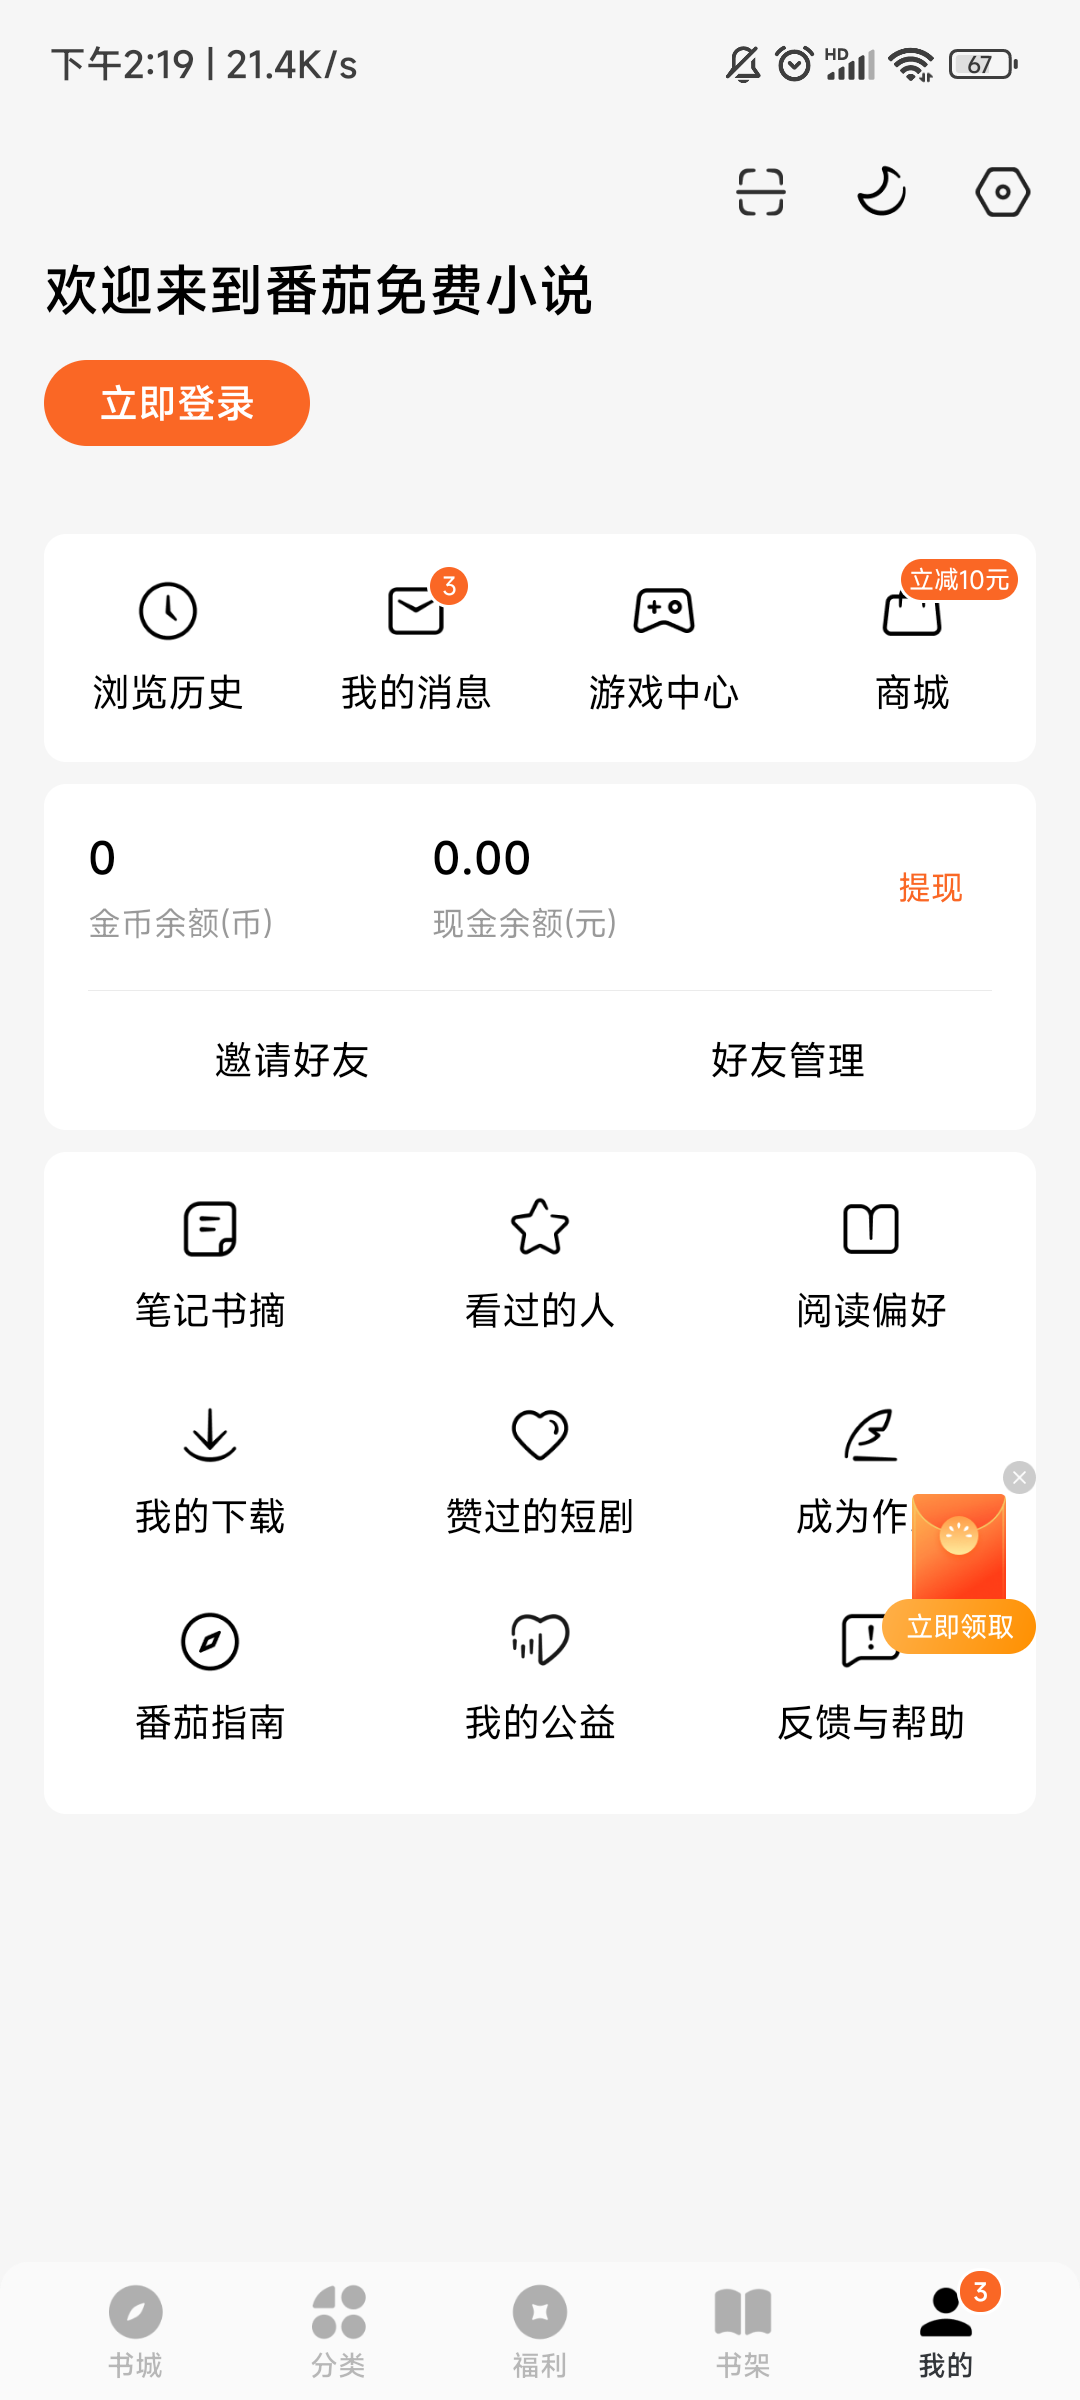 下午2:19 | 21.4K/s
HD
67
欢迎来到番茄免费小说
立即登录
3
立减10元
浏览历史
我的消息
游戏中心
商城
0
0.00
提现
金币余额(币)
现金余额(元)
邀请好友
好友管理
笔记书摘
看过的人
阅读偏好
我的下载
赞过的短剧
成为作
立即领取
番茄指南
我的公益
反馈与帮助
3
书城
分类
福利
书架
我的